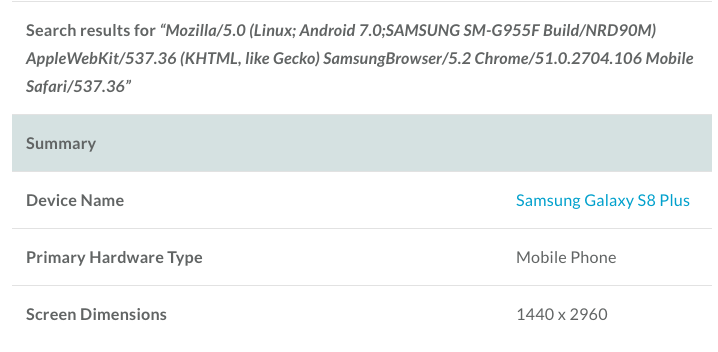 Search results for “Mozilla/5.0 (Linux; Android 7.0;SAMSUNG SM-G955F Build/NRD90M)
AppleWebKit/537.36 (KHTML, like Gecko) SamsungBrowser/5.2 Chrome/51.0.2704.106 Mobile
Safari/537.36”
Summary
Device Name Samsung Galaxy S8 Plus
Primary Hardware Type Mobile Phone
Screen Dimensions 1440 x 2960